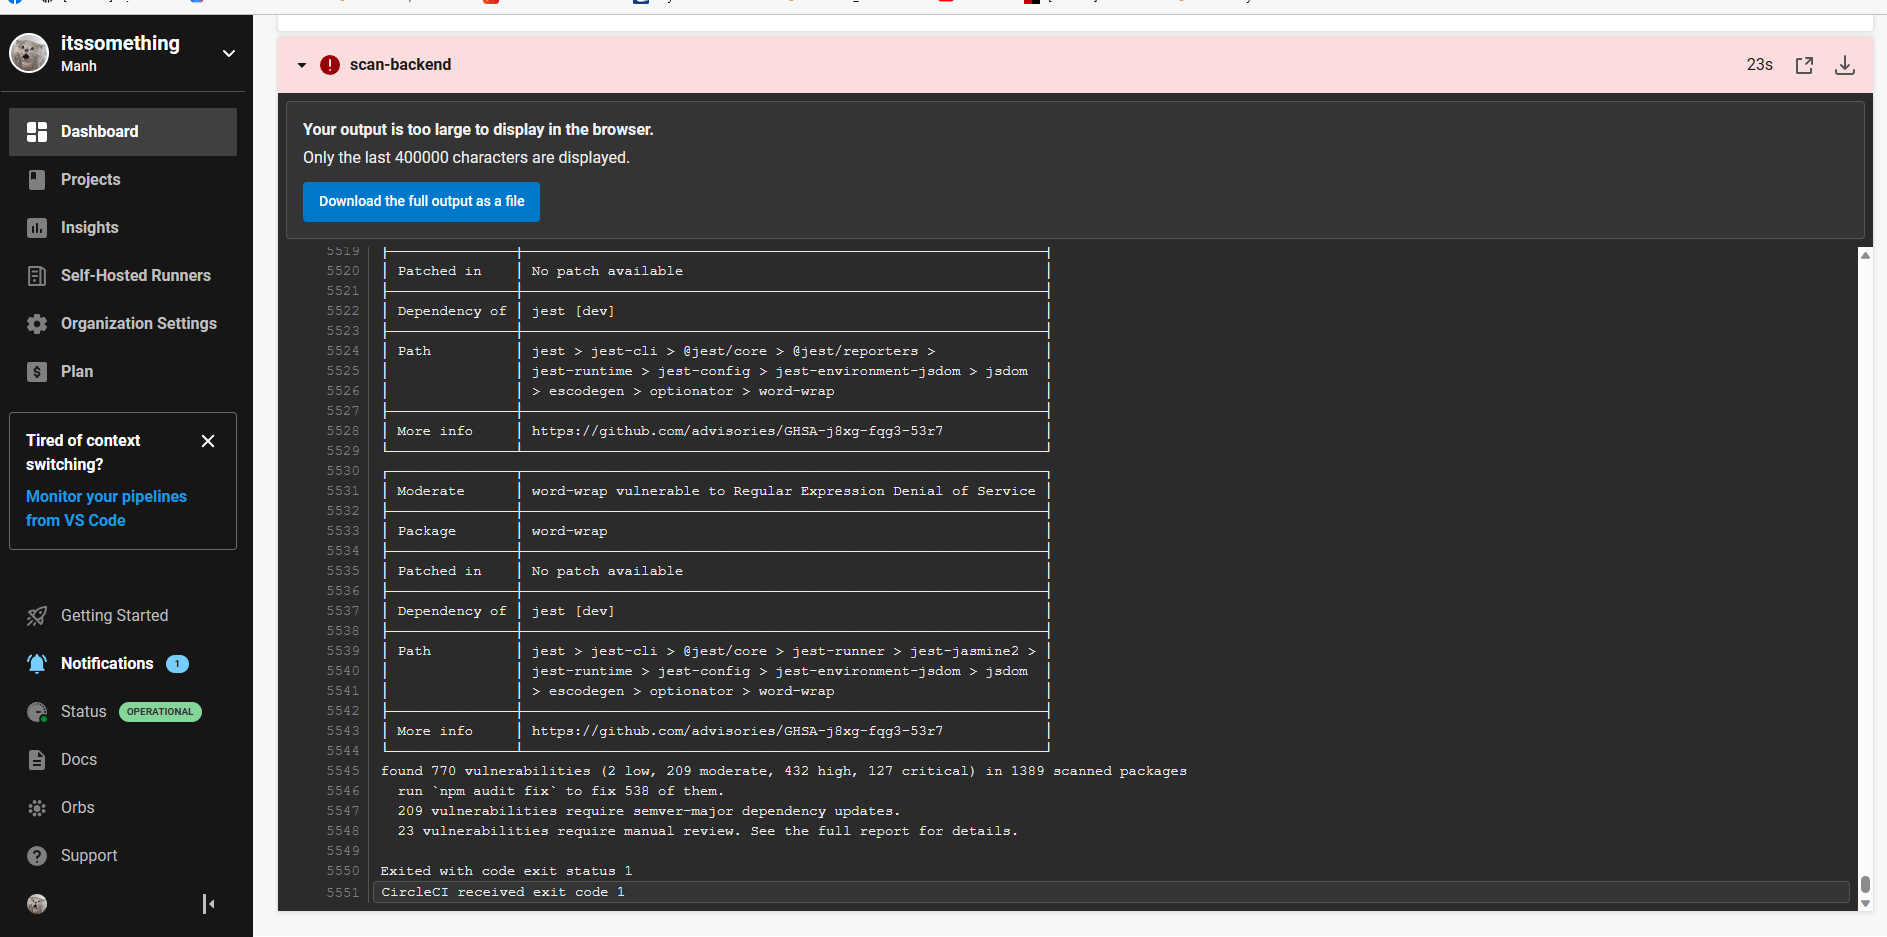 itssomething
Manh
Dashboard
Projects
Insights
Self-Hosted Runners
Organization Settings
Plan
Tired of context
switching?
Monitor your pipelines
from VS Code
Getting Started
Notifications 1
Status OPERATIONAL
Docs
Orbs
Support
scan-backend
23s
Your output is too large to display in the browser.
Only the last 400000 characters are displayed.
Download the full output as a file
5519
5520 Patched in No patch available
5521
5522 Dependency of jest [dev]
5523
5524 Path jest > jest-cli > @jest/core > @jest/reporters >
5525 jest-runtime > jest-config > jest-environment-jsdom > jsdom
5526 > escodegen > optionator > word-wrap
5527
5528 More info https://github.com/advisories/GHSA-j8xg-fqg3-53r7
5529
5530
5531 Moderate word-wrap vulnerable to Regular Expression Denial of Service
5532
5533 Package word-wrap
5534
5535 Patched in No patch available
5536
5537 Dependency of jest [dev]
5538
5539 Path jest > jest-cli > @jest/core > jest-runner > jest-jasmine2 >
5540 jest-runtime > jest-config > jest-environment-jsdom > jsdom
5541 > escodegen > optionator > word-wrap
5542
5543 More info https://github.com/advisories/GHSA-j8xg-fqg3-53r7
5544
5545 found 770 vulnerabilities (2 low, 209 moderate, 432 high, 127 critical) in 1389 scanned packages
5546 run `npm audit fix` to fix 538 of them.
5547 209 vulnerabilities require semver-major dependency updates.
5548 23 vulnerabilities require manual review. See the full report for details.
5549
5550 Exited with code exit status 1
5551 CircleCI received exit code 1